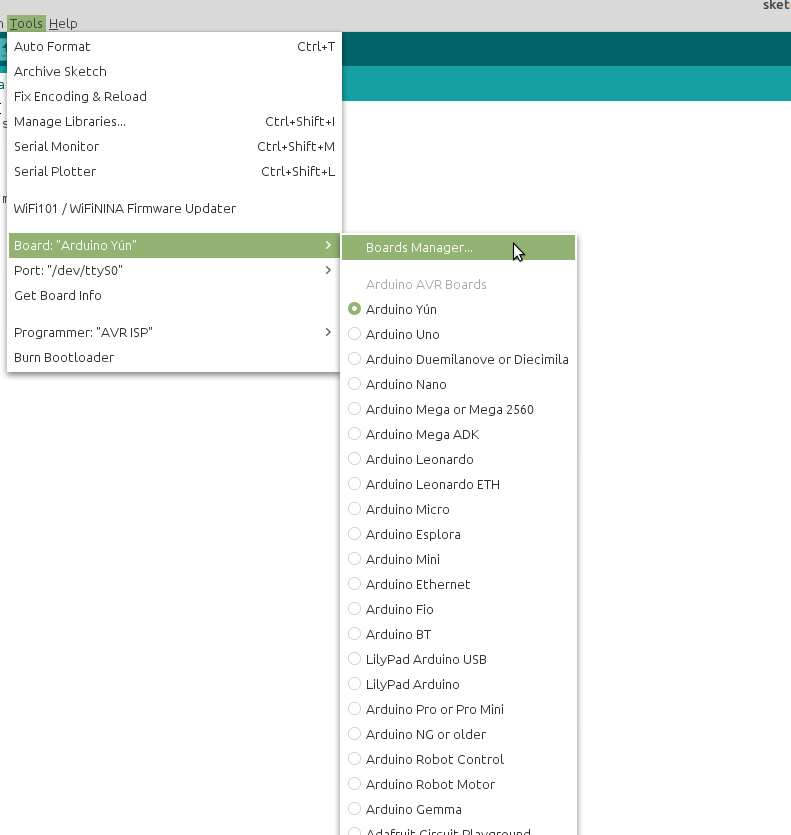 sket
Tools Help
Auto Format Ctrl+T
Archive Sketch
Fix Encoding & Reload
Manage Libraries... Ctrl+Shift+I
Serial Monitor Ctrl+Shift+M
Serial Plotter Ctrl+Shift+L
WiFi101 / WiFiNINA Firmware Updater
Board: "Arduino Yún"
Port: "/dev/ttyS0"
Get Board Info
Programmer: "AVR ISP"
Burn Bootloader
Boards Manager...
Arduino AVR Boards
Arduino Yún
Arduino Uno
Arduino Duemilanove or Diecimila
Arduino Nano
Arduino Mega or Mega 2560
Arduino Mega ADK
Arduino Leonardo
Arduino Leonardo ETH
Arduino Micro
Arduino Esplora
Arduino Mini
Arduino Ethernet
Arduino Fio
Arduino BT
LilyPad Arduino USB
LilyPad Arduino
Arduino Pro or Pro Mini
Arduino NG or older
Arduino Robot Control
Arduino Robot Motor
Arduino Gemma
Adafruit Circuit Playground